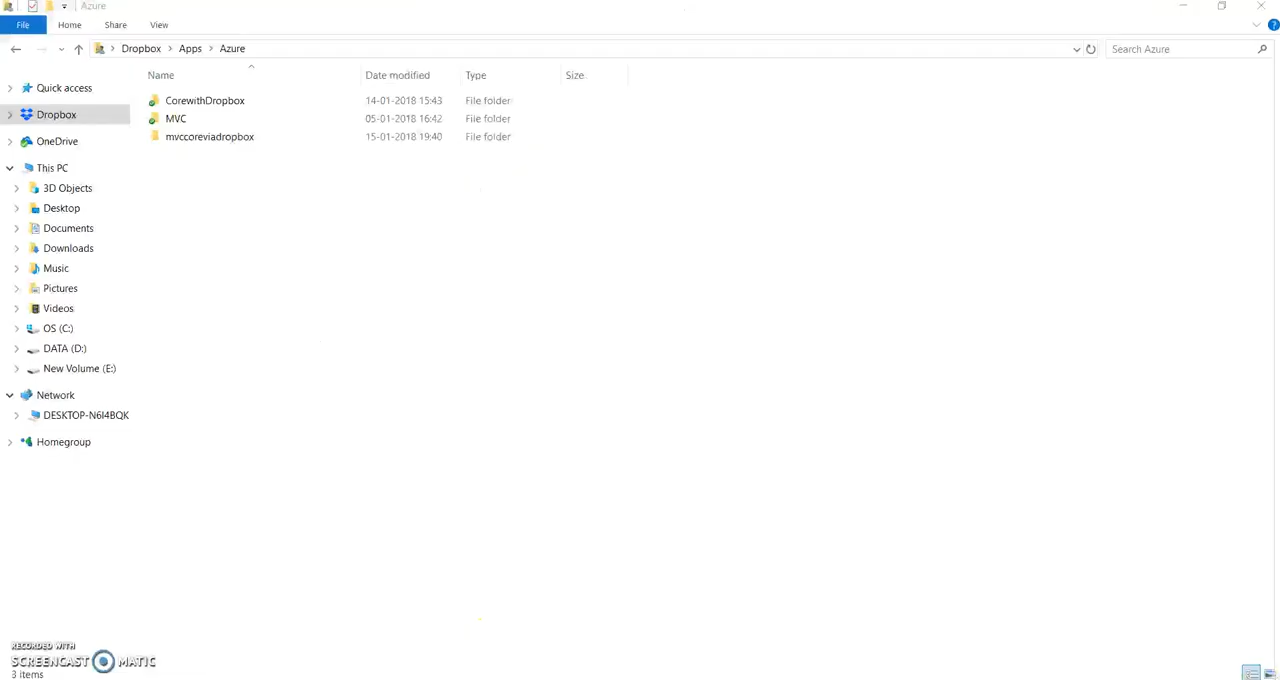 Azure
File Home Share View
Dropbox Apps Azure Search Azure
Name Date modified Type Size
Quick access
Dropbox
OneDrive
This PC
3D Objects
Desktop
Documents
Downloads
Music
Pictures
Videos
OS (C:)
DATA (D:)
New Volume (E:)
Network
DESKTOP-N6I4BQK
Homegroup
CorewithDropbox 14-01-2018 15:43 File folder
MVC 05-01-2018 16:42 File folder
mvccoreviadropbox 15-01-2018 19:40 File folder
RECORDED WITH
SCREENCAST MATIC
3 items